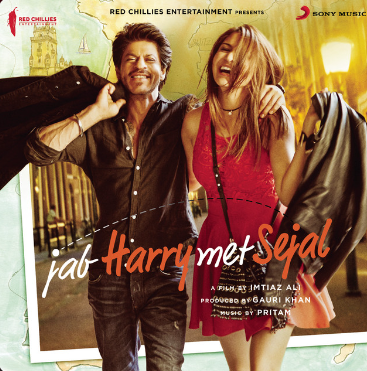 RED CHILLIES ENTERTAINMENT PRESENTS
RED CHILLIES
ENTERTAINMENT
SONY MUSIC
jab Harry met Sejal
A FILM BY IMTIAZ ALI
PRODUCED BY GAURI KHAN
MUSIC BY PRITAM